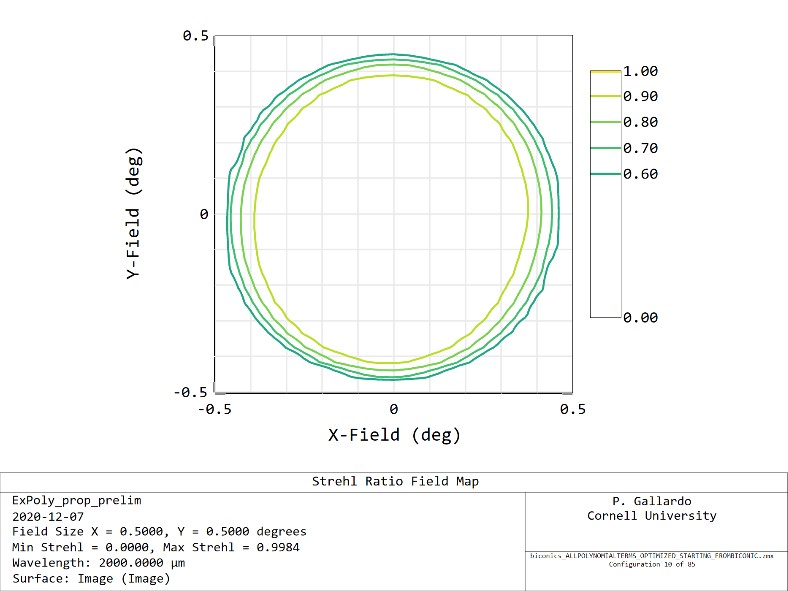 0.5
0
-0.5
-0.5
0
0.5
Y-Field (deg)
X-Field (deg)
1.00
0.90
0.80
0.70
0.60
0.00
Strehl Ratio Field Map
ExPoly_prop_prelim
2020-12-07
Field Size X = 0.5000, Y = 0.5000 degrees
Min Strehl = 0.0000, Max Strehl = 0.9984
Wavelength: 2000.0000 µm
Surface: Image (Image)
P. Gallardo
Cornell University
biconics_ALLPOLYNOMIALTERMS_OPTIMIZED_STARTING_FROMBICONIC.zmx
Configuration 10 of 85